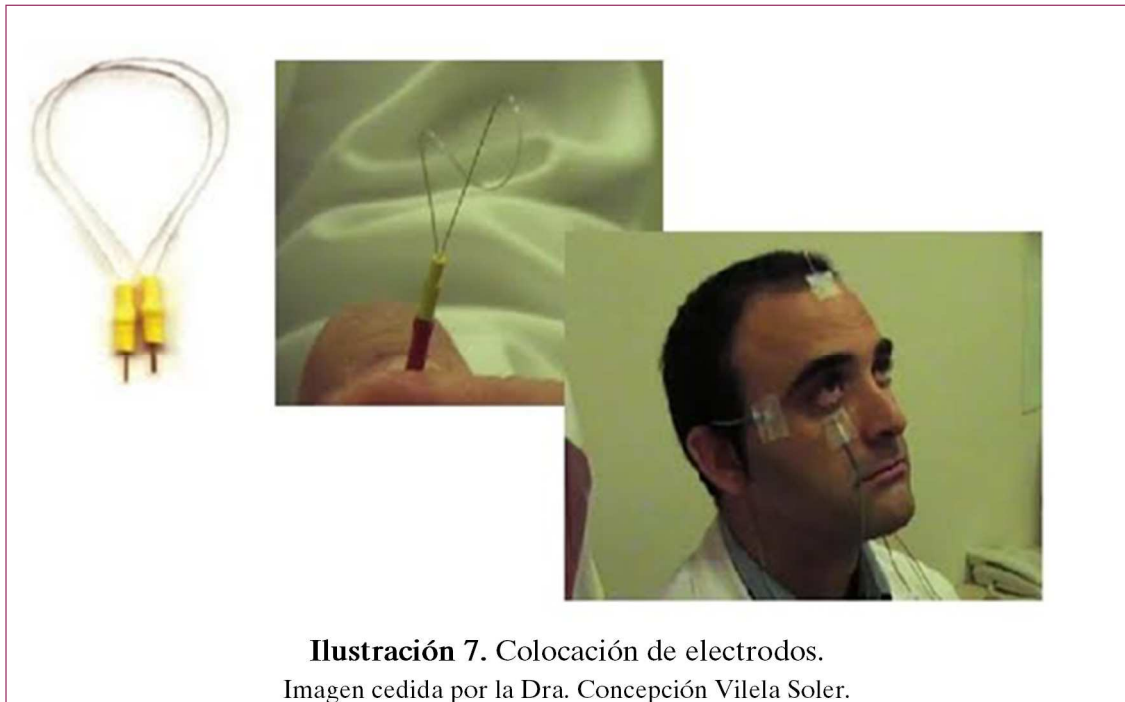 Ilustración 7. Colocación de electrodos.
Imagen cedida por la Dra. Concepción Vilela Soler.